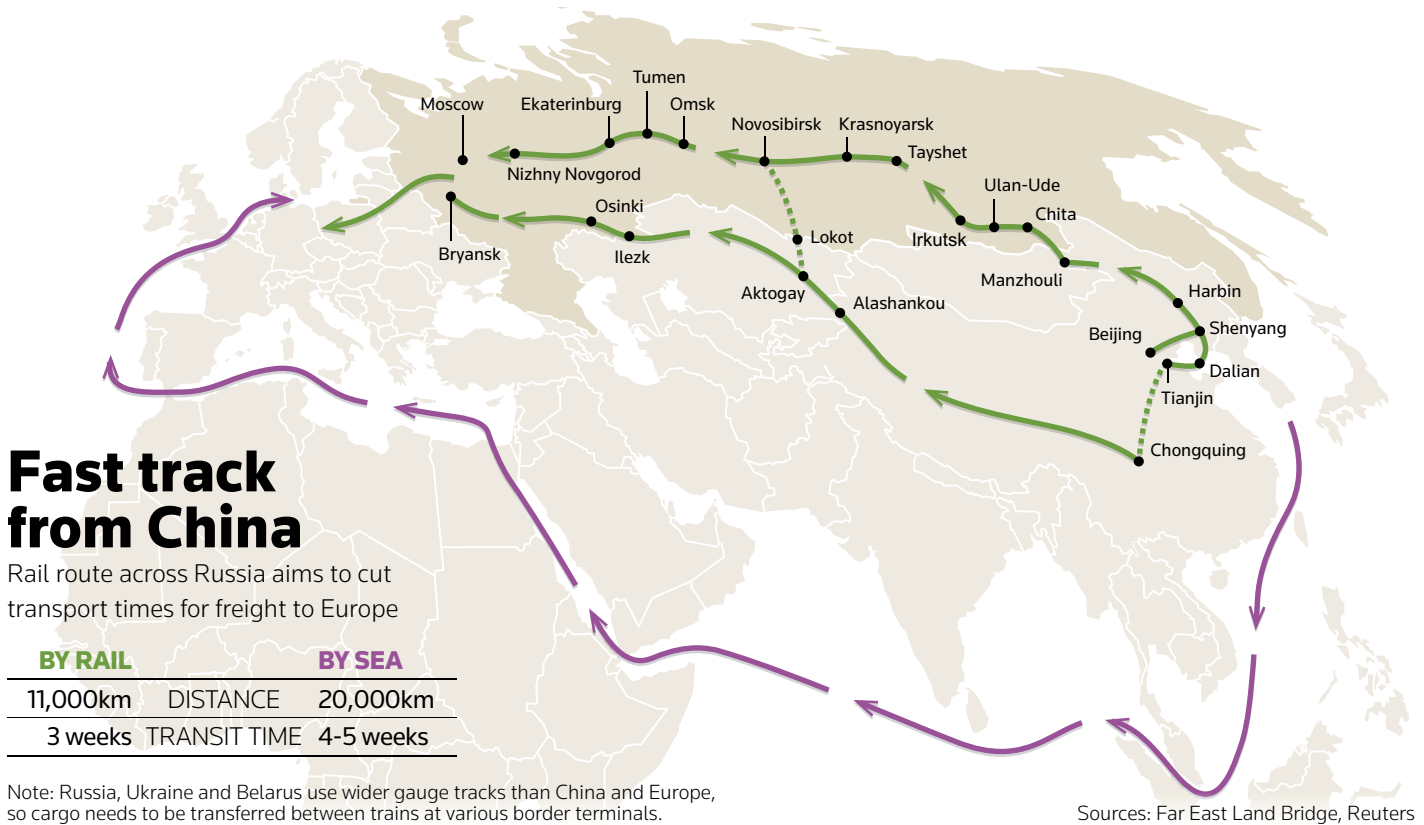 Tumen
Moscow
Ekaterinburg
Omsk
Novosibirsk
Krasnoyarsk
Tayshet
Nizhny Novgorod
Ulan-Ude
Osinki
Chita
Lokot
Irkutsk
Bryansk
Ilezk
Manzhouli
Aktogay
Alashankou
Harbin
Beijing
Shenyang
Dalian
Tianjin
Chongquing
Fast track
from China
Rail route across Russia aims to cut
transport times for freight to Europe
BY RAIL BY SEA
11,000km DISTANCE 20,000km
3 weeks TRANSIT TIME 4-5 weeks
Note: Russia, Ukraine and Belarus use wider gauge tracks than China and Europe,
so cargo needs to be transferred between trains at various border terminals.
Sources: Far East Land Bridge, Reuters